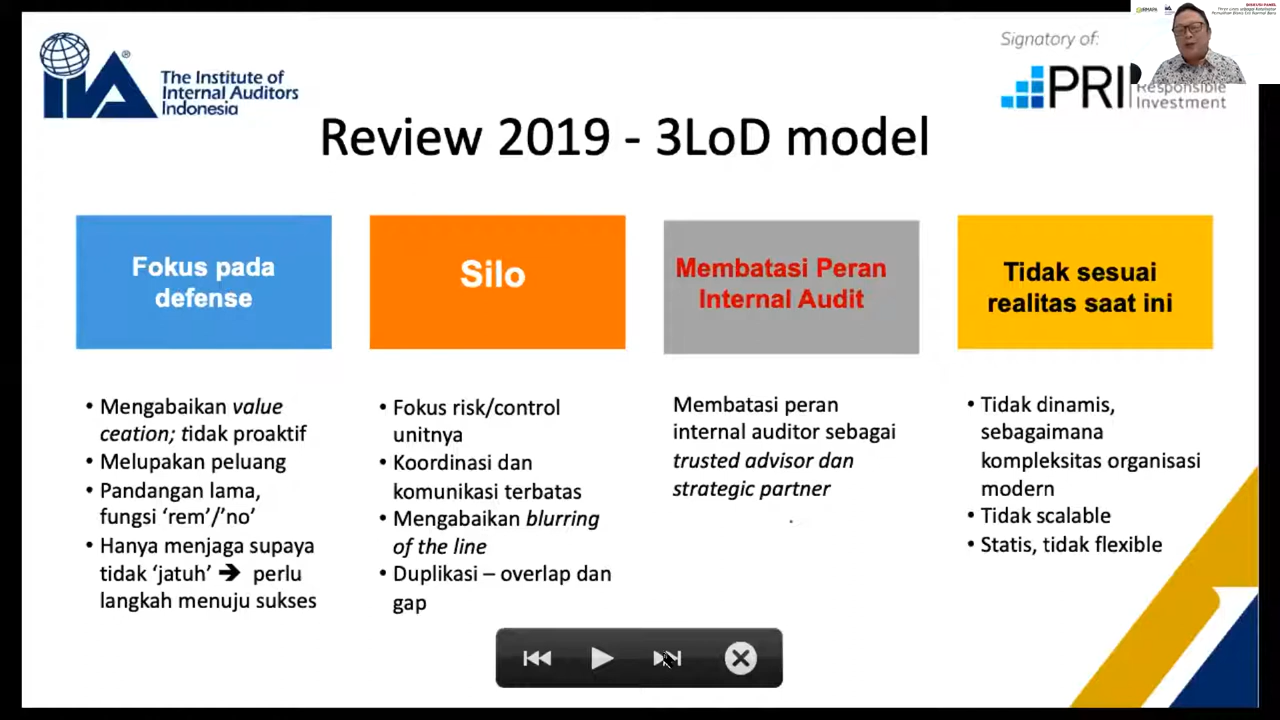 IIA
®
The Institute of
Internal Auditors
Indonesia
Signatory of:
PRI
Responsible
Investment
Review 2019 - 3LoD model
Fokus pada
defense
• Mengabaikan value
ceation; tidak proaktif
• Melupakan peluang
• Pandangan lama,
fungsi ‘rem’/’no’
• Hanya menjaga supaya
tidak ‘jatuh’ ➔ perlu
langkah menuju sukses
Silo
• Fokus risk/control
unitnya
• Koordinasi dan
komunikasi terbatas
• Mengabaikan blurring
of the line
• Duplikasi – overlap dan
gap
Membatasi Peran
Internal Audit
Membatasi peran
internal auditor sebagai
trusted advisor dan
strategic partner
Tidak sesuai
realitas saat ini
• Tidak dinamis,
sebagaimana
kompleksitas organisasi
modern
• Tidak scalable
• Statis, tidak flexible